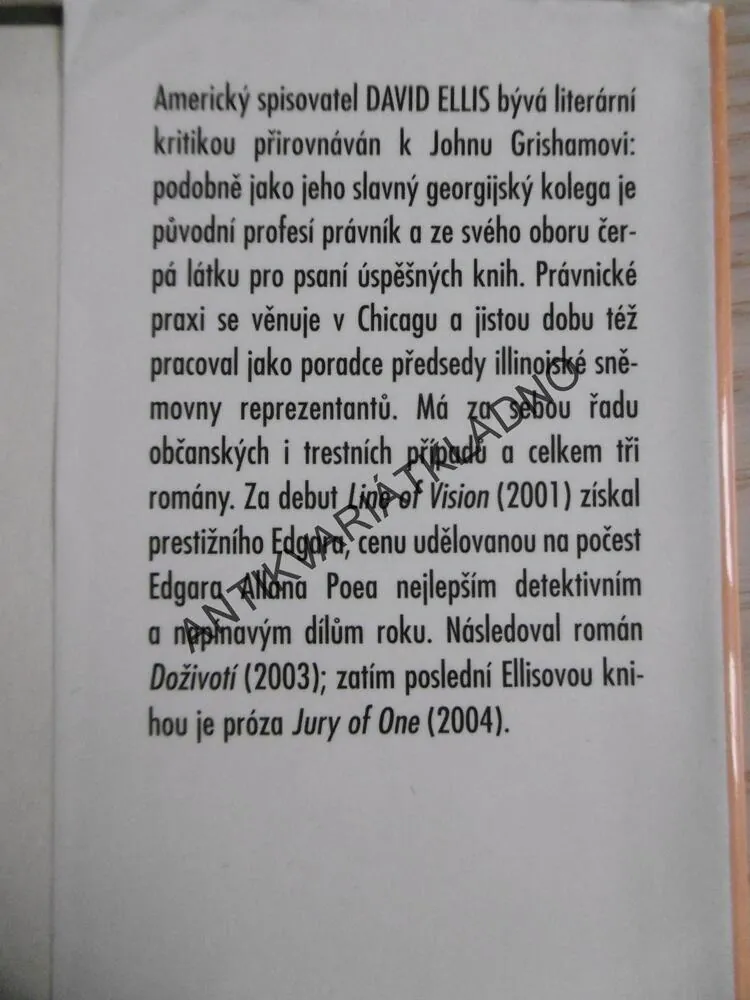 Americký spisovatel DAVID ELLIS bývá literární
kritikou přirovnáván k Johnu Grishamovi:
podobně jako jeho slavný georgijský kolega je
původní profesí právník a ze svého oboru čer-
pá látku pro psaní úspěšných knih. Právnické
praxi se věnuje v Chicagu a jistou dobu též
pracoval jako poradce předsedy illinojské sně-
movny reprezentantů. Má za sebou řadu
občanských i trestních případů a celkem tři
romány. Za debut Line of Vision (2001) získal
prestižního Edgara, cenu udělovanou na počest
Edgara Allana Poea nejlepším detektivním
a napínavým dílům roku. Následoval román
Doživotí (2003); zatím poslední Ellisovou kni-
hou je próza Jury of One (2004).
ANTIKVARIÁTKLADNO